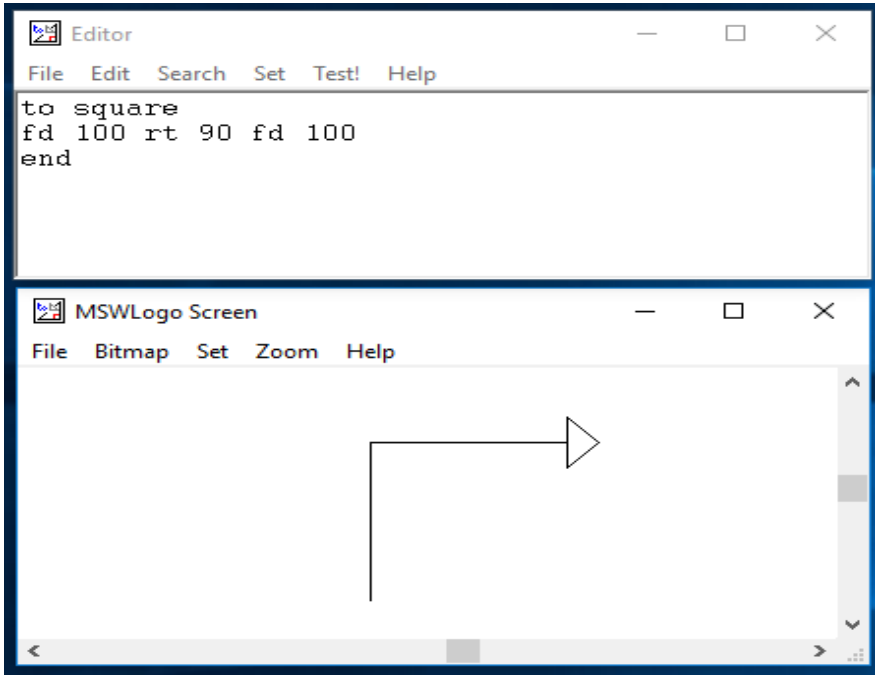 Editor
File Edit Search Set Test! Help
to square
fd 100 rt 90 fd 100
end
MSWLogo Screen
File Bitmap Set Zoom Help